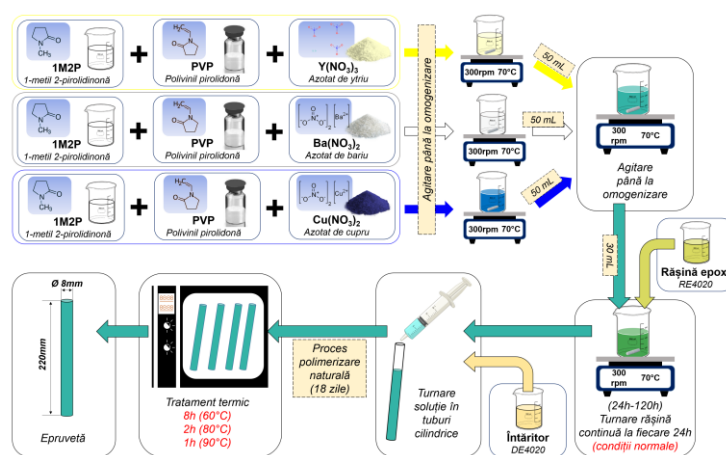 1M2P
1-metil 2-pirolidinonă
PVP
Polivinil pirolidonă
Y(NO₃)₃
Azotat de ytriu
1M2P
1-metil 2-pirolidinonă
PVP
Polivinil pirolidonă
Ba(NO₃)₂
Azotat de bariu
1M2P
1-metil 2-pirolidinonă
PVP
Polivinil pirolidonă
Cu(NO₃)₂
Azotat de cupru
Agitare până la omogenizare
300rpm 70°C
300rpm 70°C
300rpm 70°C
50 mL
50 mL
50 mL
300
rpm
70°C
Agitare
până la
omogenizare
30 mL
Rășină epox
RE4020
300
rpm
70°C
(24h-120h)
Turnare rășină
continuă la fiecare 24h
(condiții normale)
Întăritor
DE4020
Turnare
soluție în
tuburi
cilindrice
Proces
polimerizare
naturală
(18 zile)
Tratament termic
8h (60°C)
2h (80°C)
1h (90°C)
Ø 8mm
220mm
Epruvetă